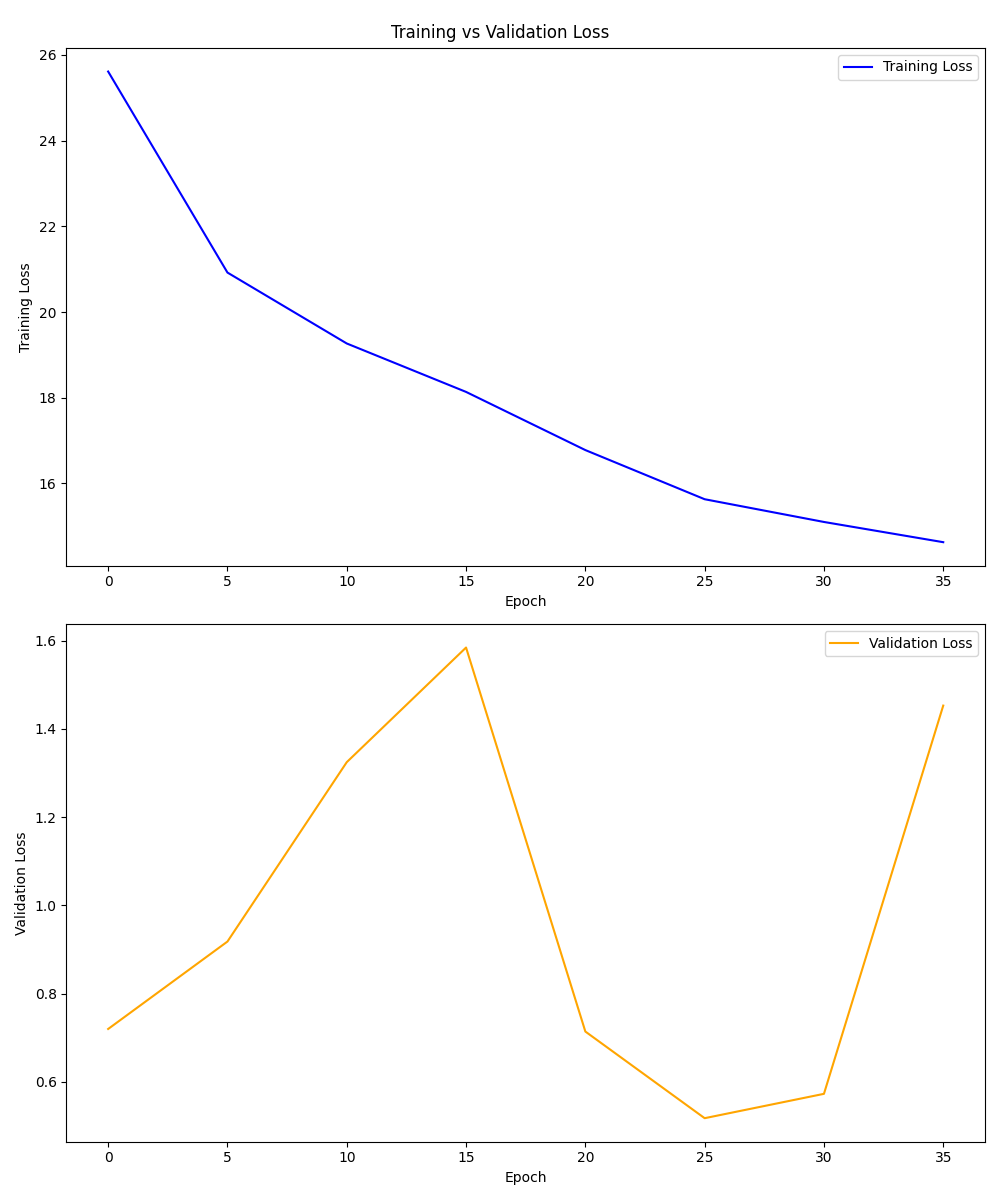 Training vs Validation Loss
Training Loss
26
24
22
20
18
16
Training Loss
0 5 10 15 20 25 30 35
Epoch
Validation Loss
1.6
1.4
1.2
1.0
0.8
0.6
Validation Loss
0 5 10 15 20 25 30 35
Epoch